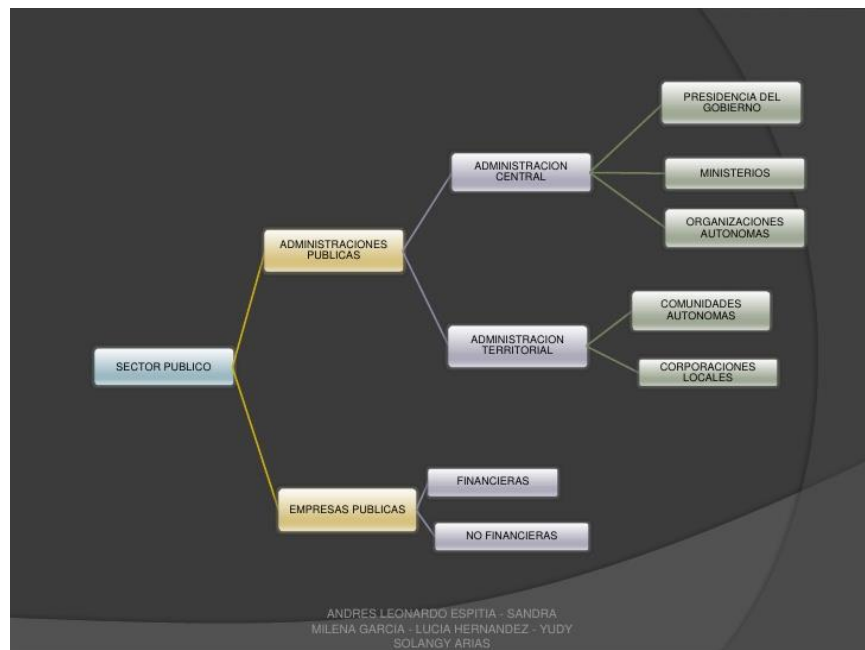 PRESIDENCIA DEL
GOBIERNO
ADMINISTRACION
CENTRAL
MINISTERIOS
ORGANIZACIONES
AUTONOMAS
ADMINISTRACIONES
PUBLICAS
COMUNIDADES
AUTONOMAS
ADMINISTRACION
TERRITORIAL
CORPORACIONES
LOCALES
SECTOR PUBLICO
FINANCIERAS
EMPRESAS PUBLICAS
NO FINANCIERAS
ANDRES LEONARDO ESPITIA - SANDRA
MILENA GARCIA - LUCIA HERNANDEZ - YUDY
SOLANGY ARIAS